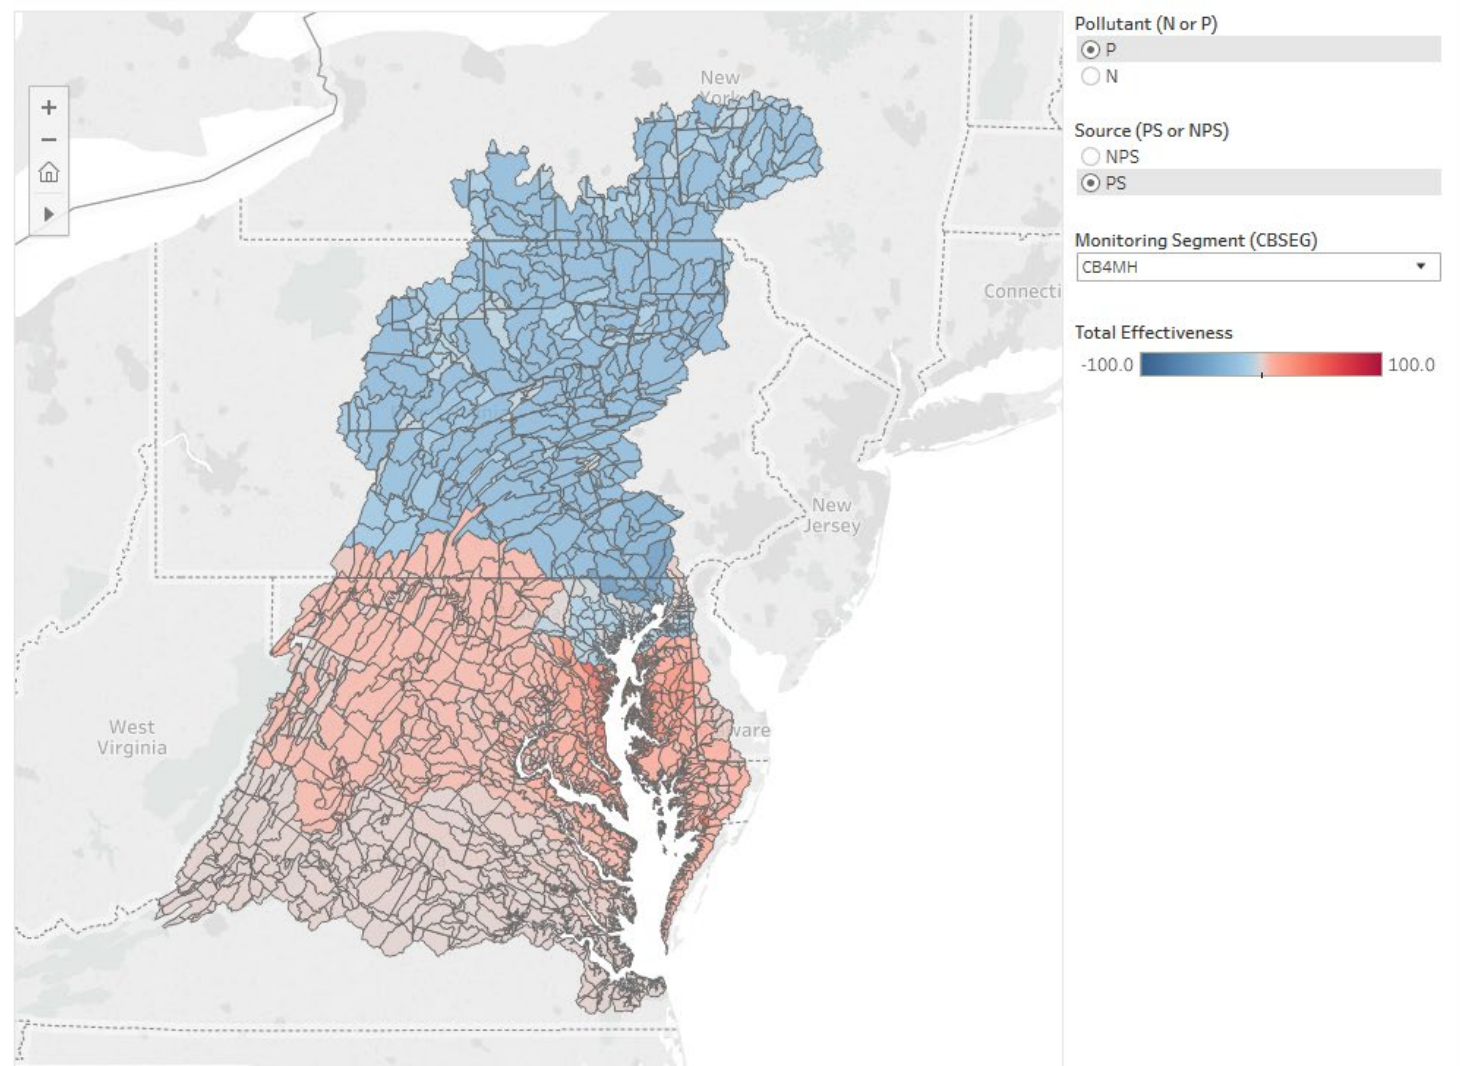 New
York
Connecti
New
Jersey
West
Virginia
ware
Pollutant (N or P)
P
N
Source (PS or NPS)
NPS
PS
Monitoring Segment (CBSEG)
CB4MH
Total Effectiveness
-100.0 100.0